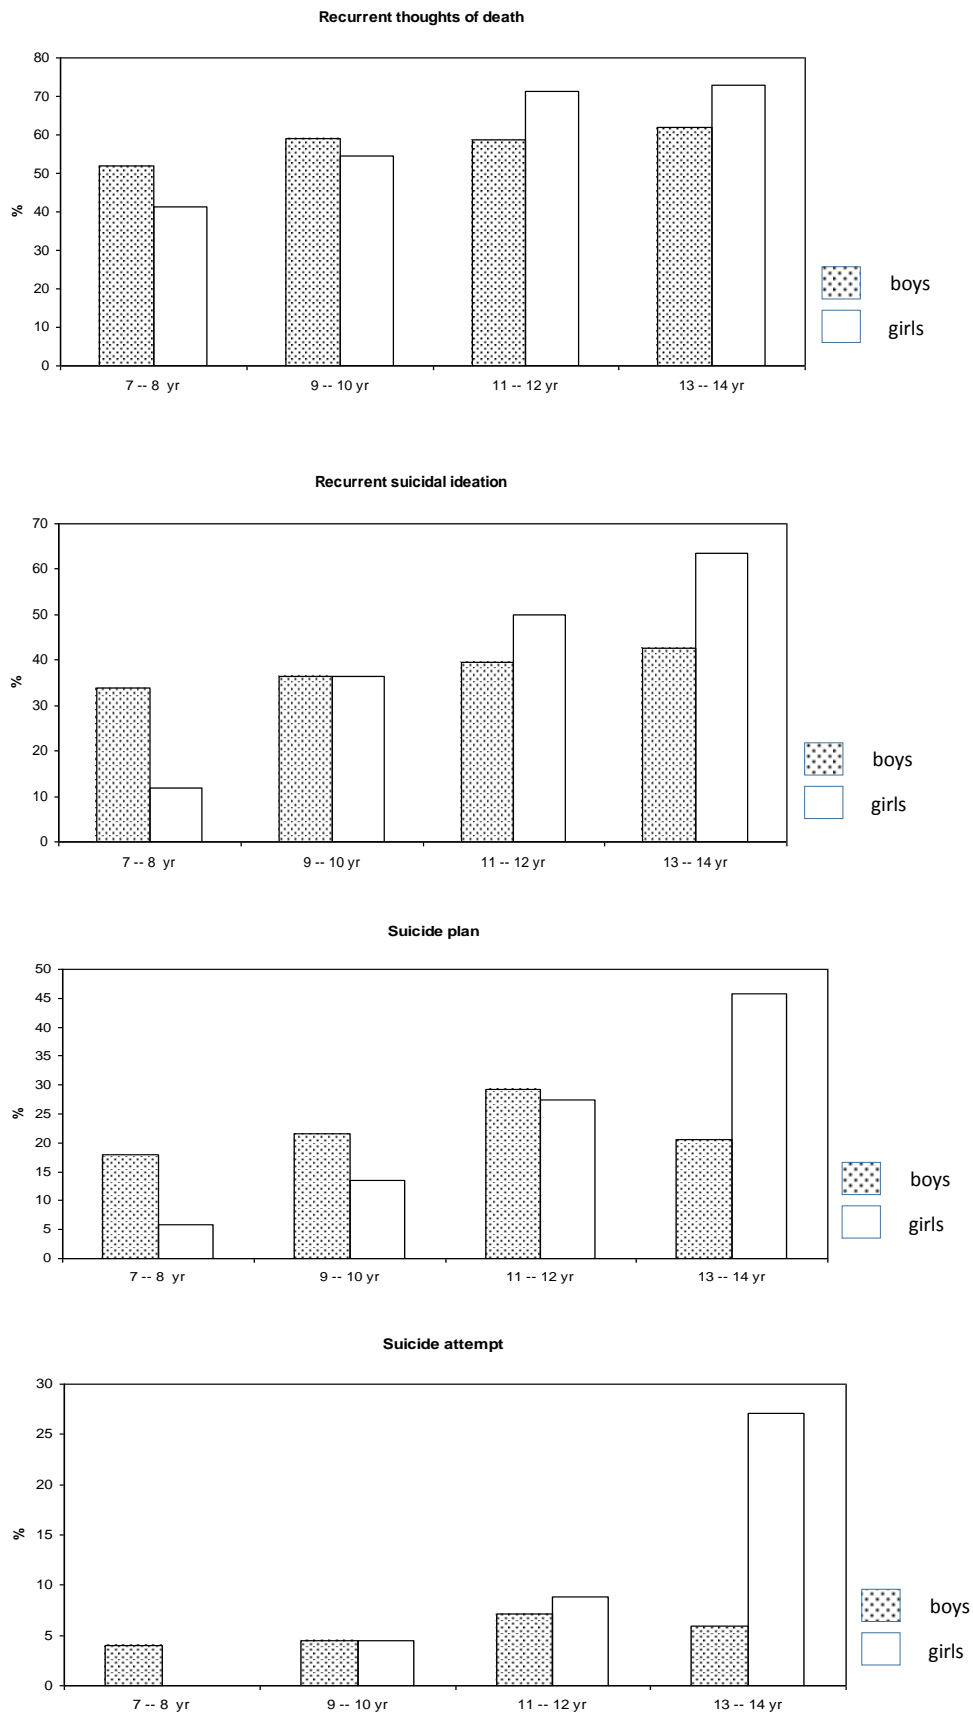 Recurrent thoughts of death
80
70
60
50
40
30
20
10
0
%
7 -- 8 yr
9 -- 10 yr
11 -- 12 yr
13 -- 14 yr
boys
girls
Recurrent suicidal ideation
70
60
50
40
30
20
10
0
%
7 -- 8 yr
9 -- 10 yr
11 -- 12 yr
13 -- 14 yr
boys
girls
Suicide plan
50
45
40
35
30
25
20
15
10
5
0
%
7 -- 8 yr
9 -- 10 yr
11 -- 12 yr
13 -- 14 yr
boys
girls
Suicide attempt
30
25
20
15
10
5
0
%
7 -- 8 yr
9 -- 10 yr
11 -- 12 yr
13 -- 14 yr
boys
girls